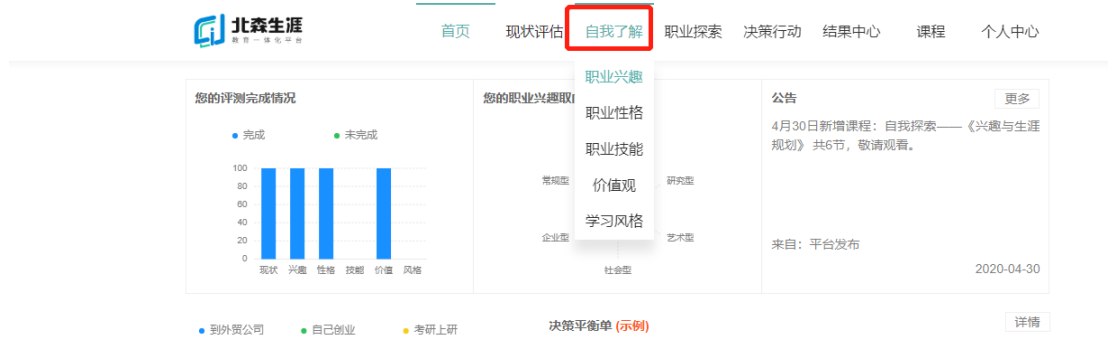 北森生涯
教育一体化平台
首页 现状评估 自我了解 职业探索 决策行动 结果中心 课程 个人中心
职业兴趣
职业性格
职业技能
价值观
学习风格
您的评测完成情况
完成 未完成
100
80
60
40
20
0
现状 兴趣 性格 技能 价值 风格
您的职业兴趣取
常规型 研究型
企业型 艺术型
社会型
公告 更多
4月30日新增课程：自我探索——《兴趣与生涯
规划》 共6节，敬请观看。
来自：平台发布
2020-04-30
到外贸公司 自己创业 考研上研
决策平衡单 (示例)
详情